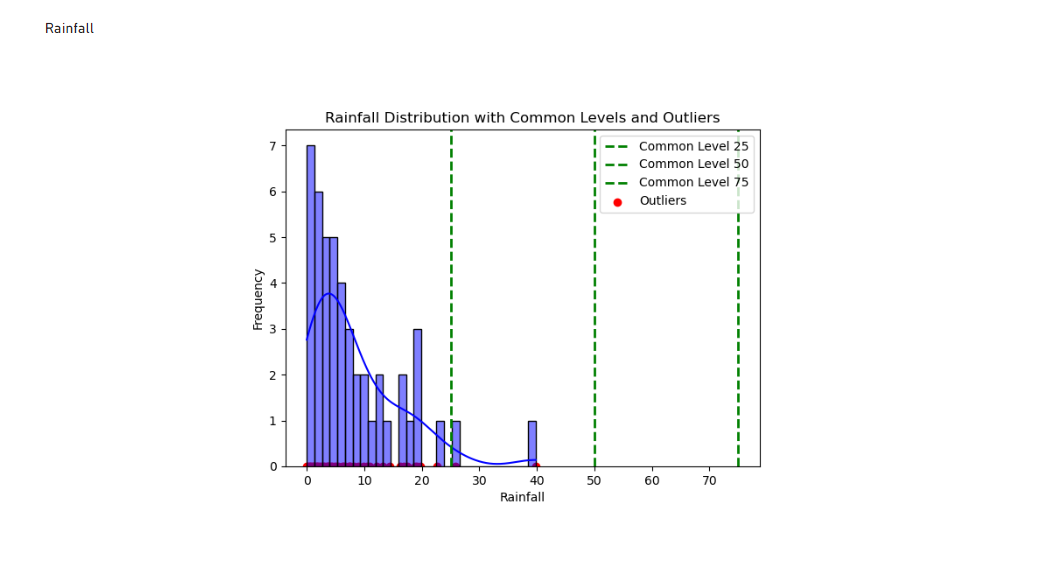 Rainfall
Rainfall Distribution with Common Levels and Outliers
7
6
5
4
3
2
1
0
Frequency
Common Level 25
Common Level 50
Common Level 75
Outliers
0 10 20 30 40 50 60 70
Rainfall